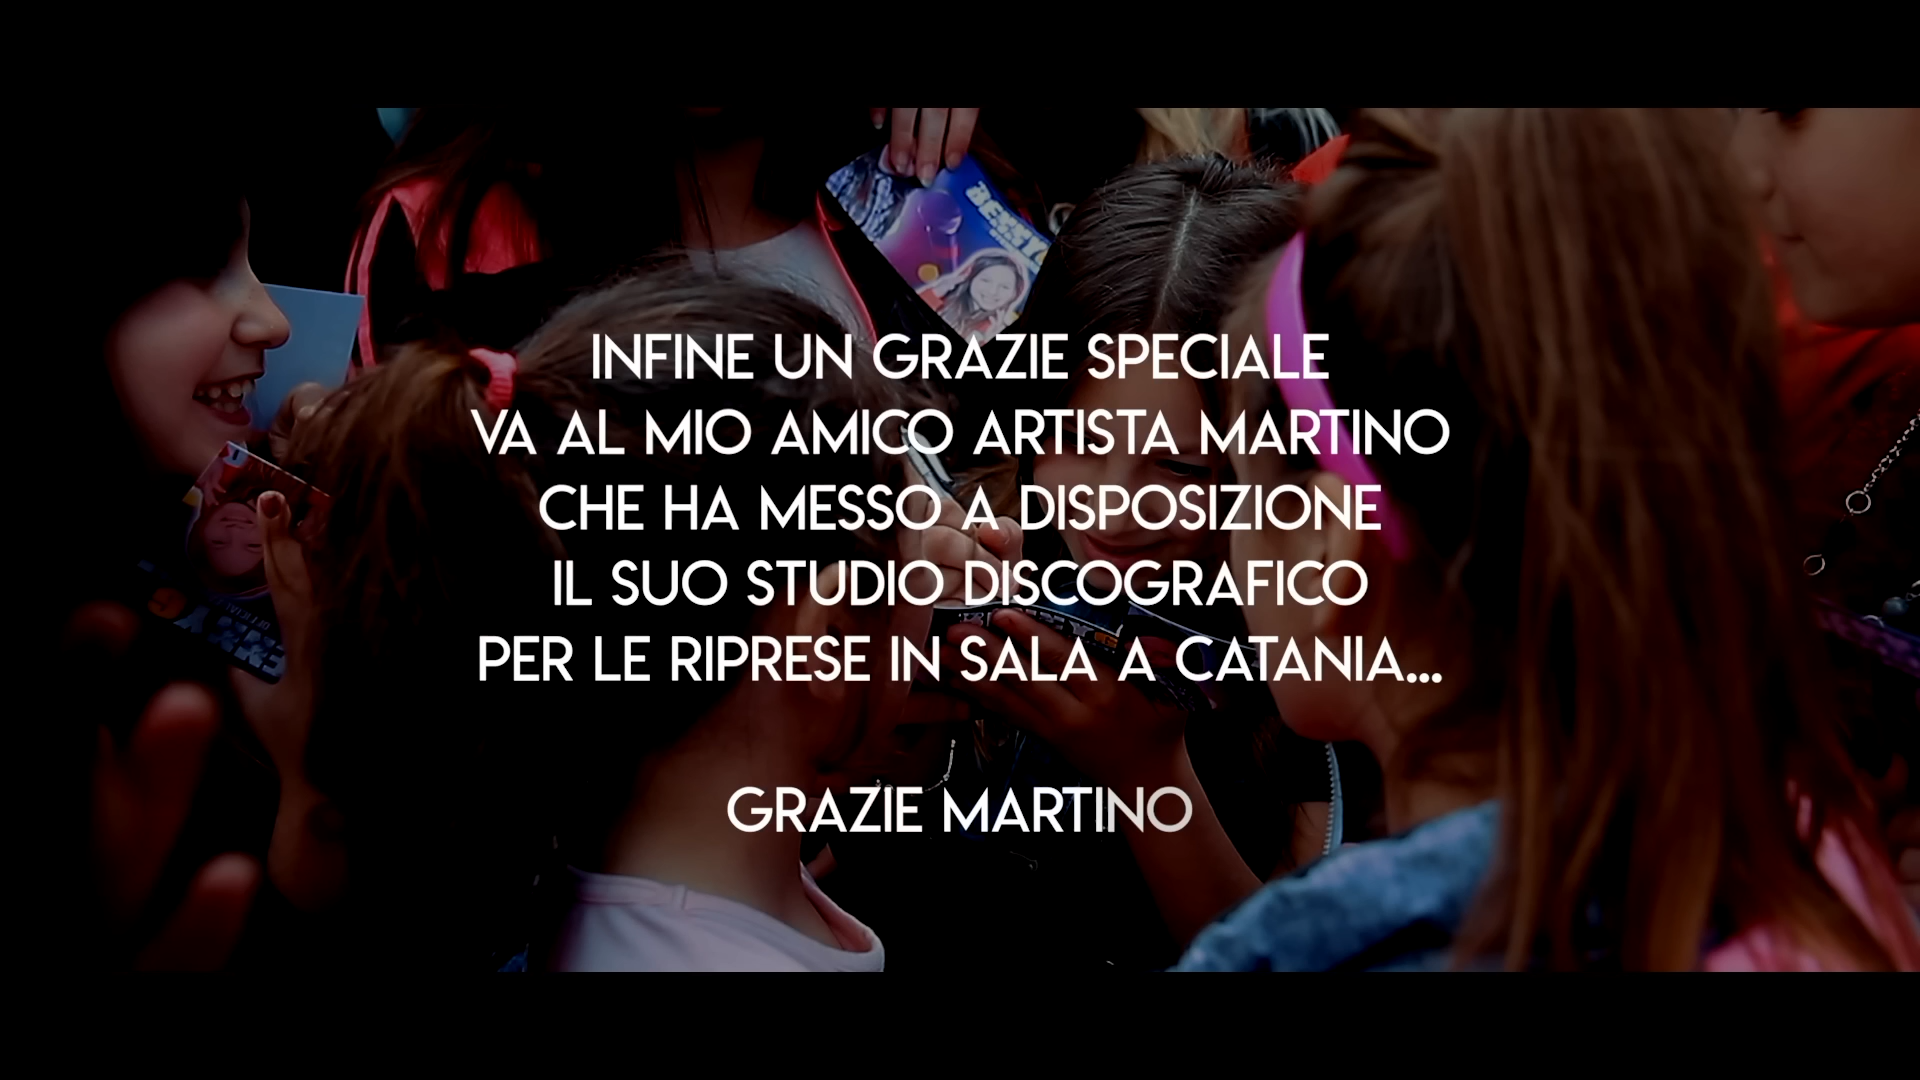 INFINE UN GRAZIE SPECIALE
VA AL MIO AMICO ARTISTA MARTINO
CHE HA MESSO A DISPOSIZIONE
IL SUO STUDIO DISCOGRAFICO
PER LE RIPRESE IN SALA A CATANIA...
GRAZIE MARTINO